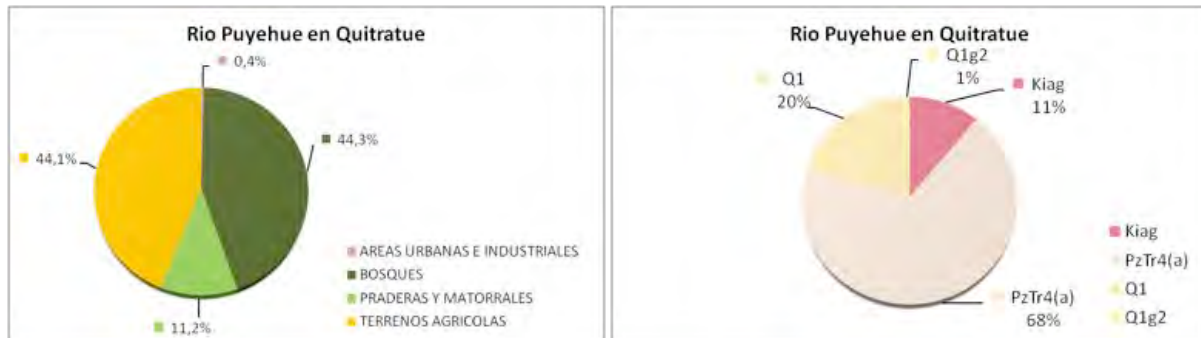 Rio Puyehue en Quitratue
0,4%
44,3%
44,1%
11,2%
AREAS URBANAS E INDUSTRIALES
BOSQUES
PRADERAS Y MATORRALES
TERRENOS AGRICOLAS
Rio Puyehue en Quitratue
Q1g2
1%
Q1
20%
Kiag
11%
PzTr4(a)
68%
Kiag
PzTr4(a)
Q1
Q1g2